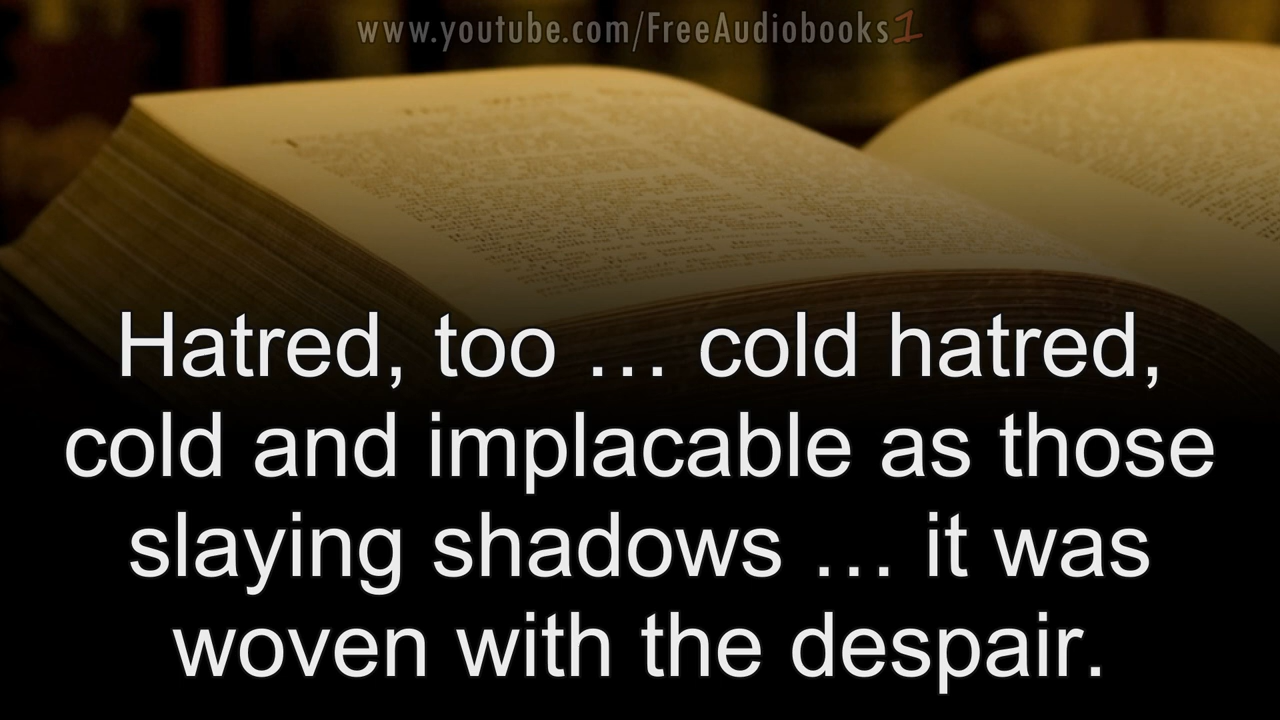 www.youtube.com/FreeAudiobooks1
Hatred, too … cold hatred,
cold and implacable as those
slaying shadows … it was
woven with the despair.